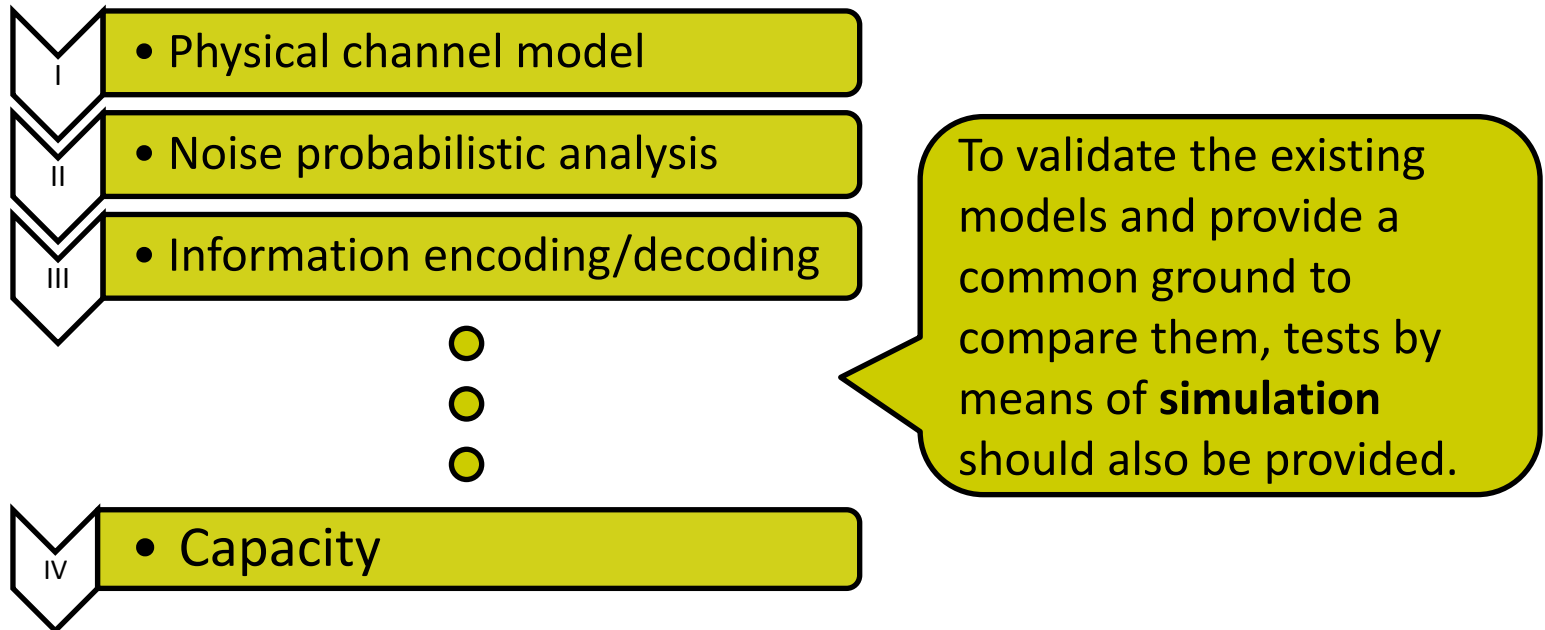 I
• Physical channel model
II
• Noise probabilistic analysis
III
• Information encoding/decoding
To validate the existing
models and provide a
common ground to
compare them, tests by
means of simulation
should also be provided.
IV
• Capacity